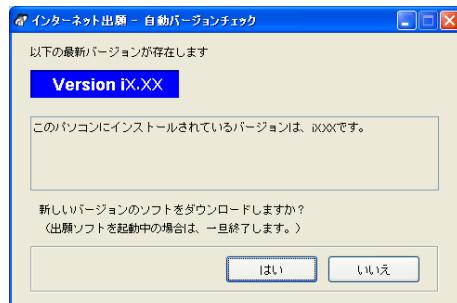 インターネット出願 － 自動バージョンチェック
以下の最新バージョンが存在します
Version iX.XX
このパソコンにインストールされているバージョンは、iXXXです。
新しいバージョンのソフトをダウンロードしますか？
（出願ソフトを起動中の場合は、一旦終了します。）
はい
いいえ